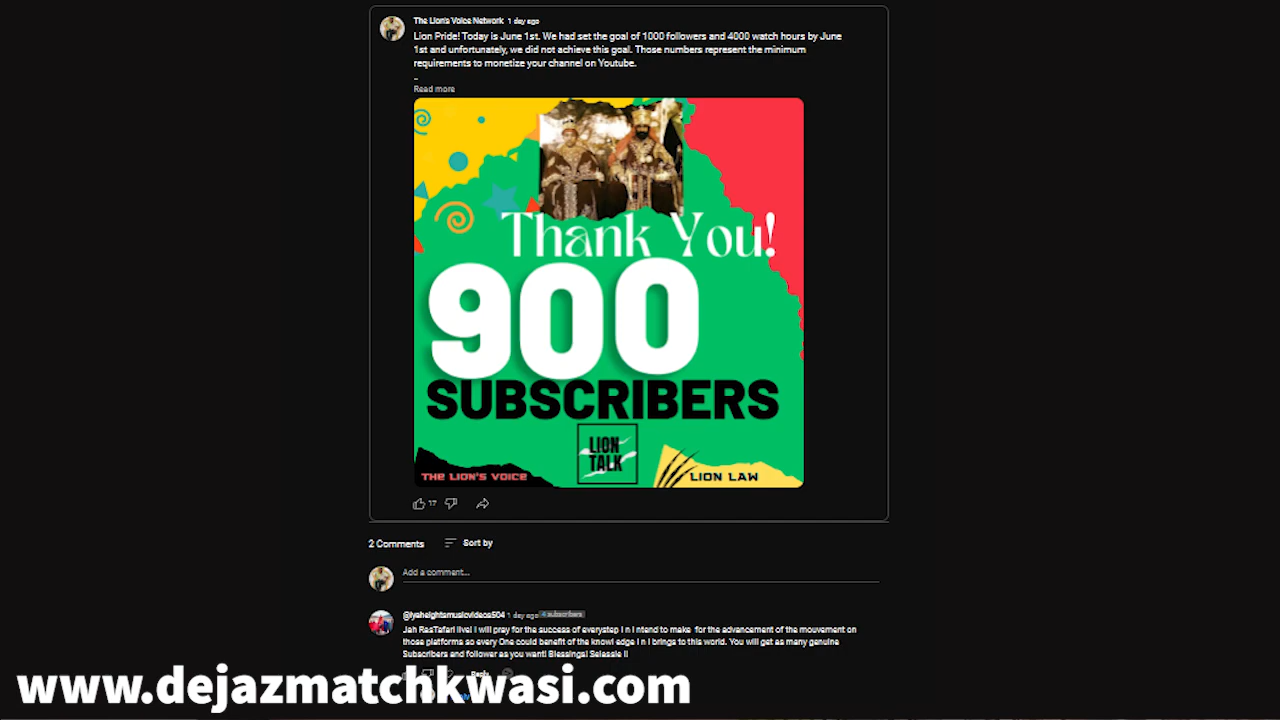 The Lion's Voice Network 1 day ago
Lion Pride! Today is June 1st. We had set the goal of 1000 followers and 4000 watch hours by June
1st and unfortunately, we did not achieve this goal. Those numbers represent the minimum
requirements to monetize your channel on Youtube.
..
Read more
Thank You!
900
SUBSCRIBERS
LION
TALK
THE LION'S VOICE
LION LAW
17
2 Comments
Sort by
Add a comment...
@iyaheightsmusicvideos504 1 day ago 4 subscribers
Jah RasTafari live! I will pray for the success of everystep I n I ntend to make for the advancement of the mouvement on
those platforms so every One could benefit of the knowl edge I n I brings to this world. You will get as many genuine
Subscribers and follower as you want! Blessings! Selassie I!
Reply
www.dejazmatchkwasi.com